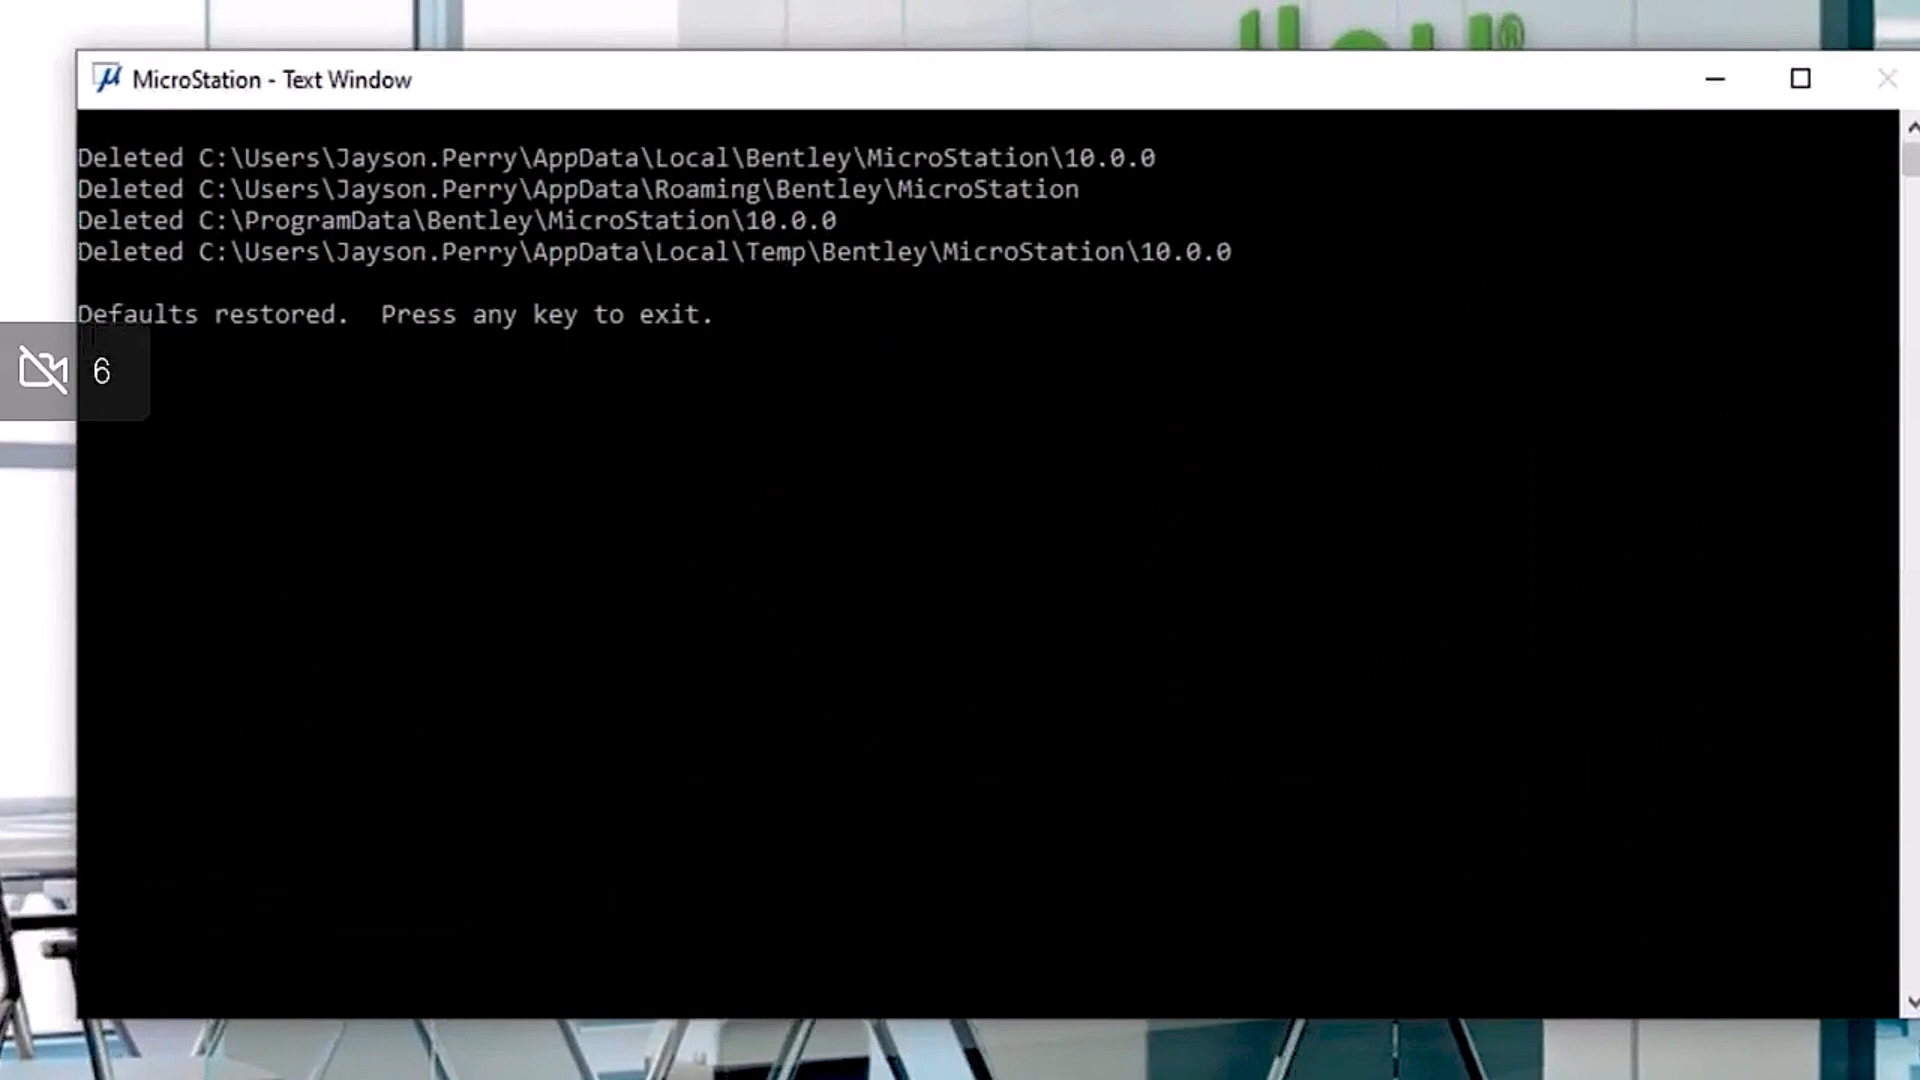 MicroStation - Text Window
Deleted C:\Users\Jayson.Perry\AppData\Local\Bentley\MicroStation\10.0.0
Deleted C:\Users\Jayson.Perry\AppData\Roaming\Bentley\MicroStation
Deleted C:\ProgramData\Bentley\MicroStation\10.0.0
Deleted C:\Users\Jayson.Perry\AppData\Local\Temp\Bentley\MicroStation\10.0.0
Defaults restored.  Press any key to exit.
6